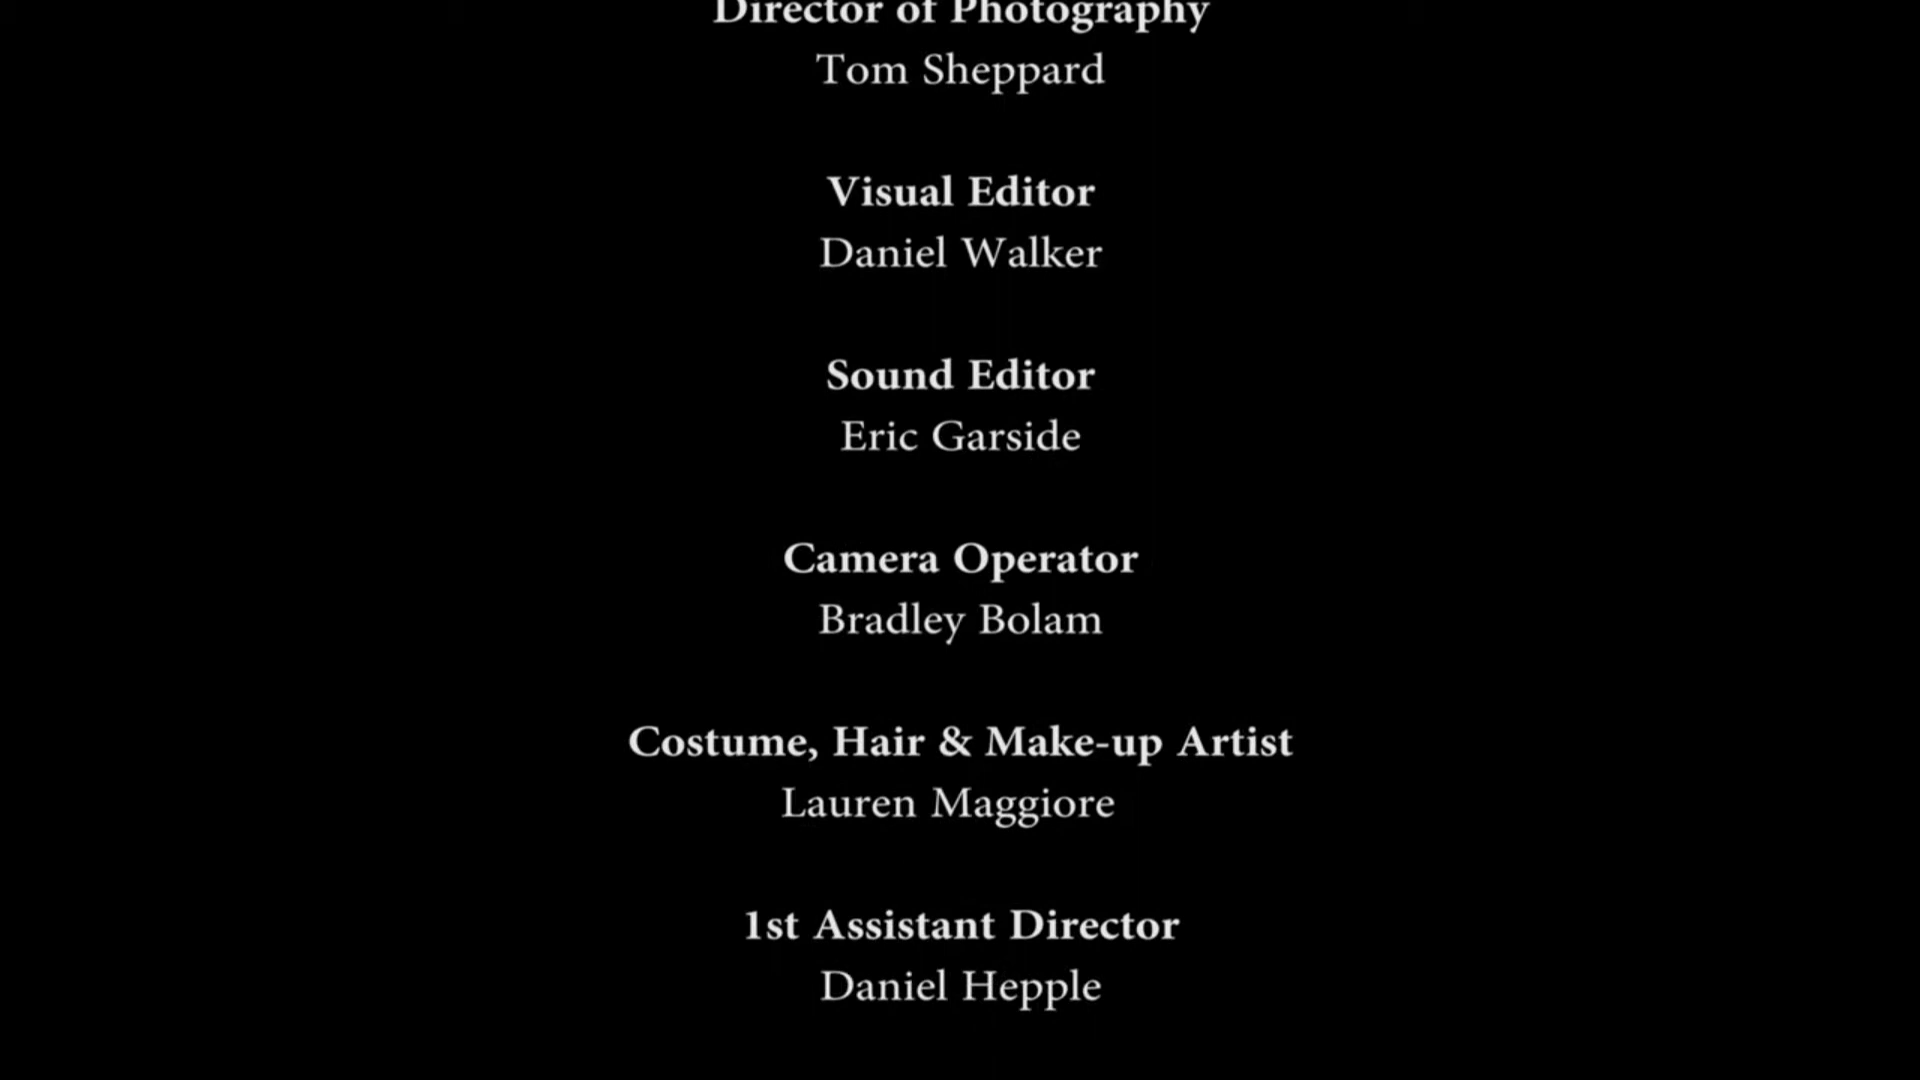 Director of Photography
Tom Sheppard
Visual Editor
Daniel Walker
Sound Editor
Eric Garside
Camera Operator
Bradley Bolam
Costume, Hair & Make-up Artist
Lauren Maggiore
1st Assistant Director
Daniel Hepple